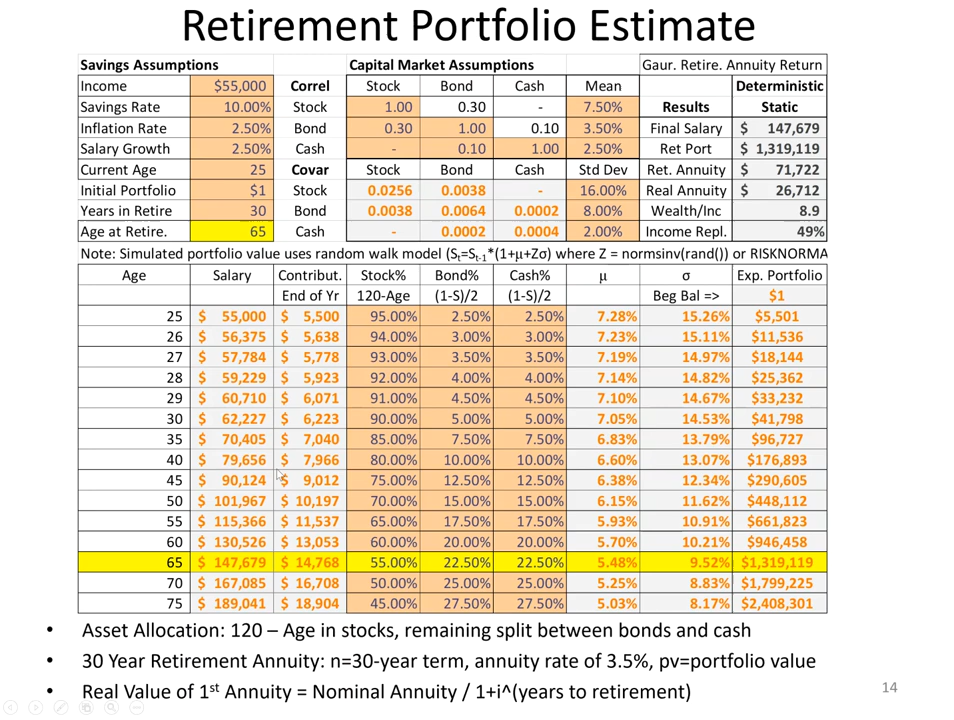 Retirement Portfolio Estimate
Savings Assumptions Capital Market Assumptions Gaur. Retire. Annuity Return
Income $55,000 Correl Stock Bond Cash Mean Deterministic
Savings Rate 10.00% Stock 1.00 0.30 - 7.50% Results Static
Inflation Rate 2.50% Bond 0.30 1.00 0.10 3.50% Final Salary $ 147,679
Salary Growth 2.50% Cash - 0.10 1.00 2.50% Ret Port $ 1,319,119
Current Age 25 Covar Stock Bond Cash Std Dev Ret. Annuity $ 71,722
Initial Portfolio $1 Stock 0.0256 0.0038 - 16.00% Real Annuity $ 26,712
Years in Retire 30 Bond 0.0038 0.0064 0.0002 8.00% Wealth/Inc 8.9
Age at Retire. 65 Cash - 0.0002 0.0004 2.00% Income Repl. 49%
Note: Simulated portfolio value uses random walk model (St=St-1*(1+μ+Zσ) where Z = normsinv(rand()) or RISKNORMA
Age Salary Contribut. Stock% Bond% Cash% μ σ Exp. Portfolio
End of Yr 120-Age (1-S)/2 (1-S)/2 Beg Bal => $1
25 $ 55,000 $ 5,500 95.00% 2.50% 2.50% 7.28% 15.26% $5,501
26 $ 56,375 $ 5,638 94.00% 3.00% 3.00% 7.23% 15.11% $11,536
27 $ 57,784 $ 5,778 93.00% 3.50% 3.50% 7.19% 14.97% $18,144
28 $ 59,229 $ 5,923 92.00% 4.00% 4.00% 7.14% 14.82% $25,362
29 $ 60,710 $ 6,071 91.00% 4.50% 4.50% 7.10% 14.67% $33,232
30 $ 62,227 $ 6,223 90.00% 5.00% 5.00% 7.05% 14.53% $41,798
35 $ 70,405 $ 7,040 85.00% 7.50% 7.50% 6.83% 13.79% $96,727
40 $ 79,656 $ 7,966 80.00% 10.00% 10.00% 6.60% 13.07% $176,893
45 $ 90,124 $ 9,012 75.00% 12.50% 12.50% 6.38% 12.34% $290,605
50 $ 101,967 $ 10,197 70.00% 15.00% 15.00% 6.15% 11.62% $448,112
55 $ 115,366 $ 11,537 65.00% 17.50% 17.50% 5.93% 10.91% $661,823
60 $ 130,526 $ 13,053 60.00% 20.00% 20.00% 5.70% 10.21% $946,458
65 $ 147,679 $ 14,768 55.00% 22.50% 22.50% 5.48% 9.52% $1,319,119
70 $ 167,085 $ 16,708 50.00% 25.00% 25.00% 5.25% 8.83% $1,799,225
75 $ 189,041 $ 18,904 45.00% 27.50% 27.50% 5.03% 8.17% $2,408,301
• Asset Allocation: 120 – Age in stocks, remaining split between bonds and cash
• 30 Year Retirement Annuity: n=30-year term, annuity rate of 3.5%, pv=portfolio value
• Real Value of 1st Annuity = Nominal Annuity / 1+i^(years to retirement)
14